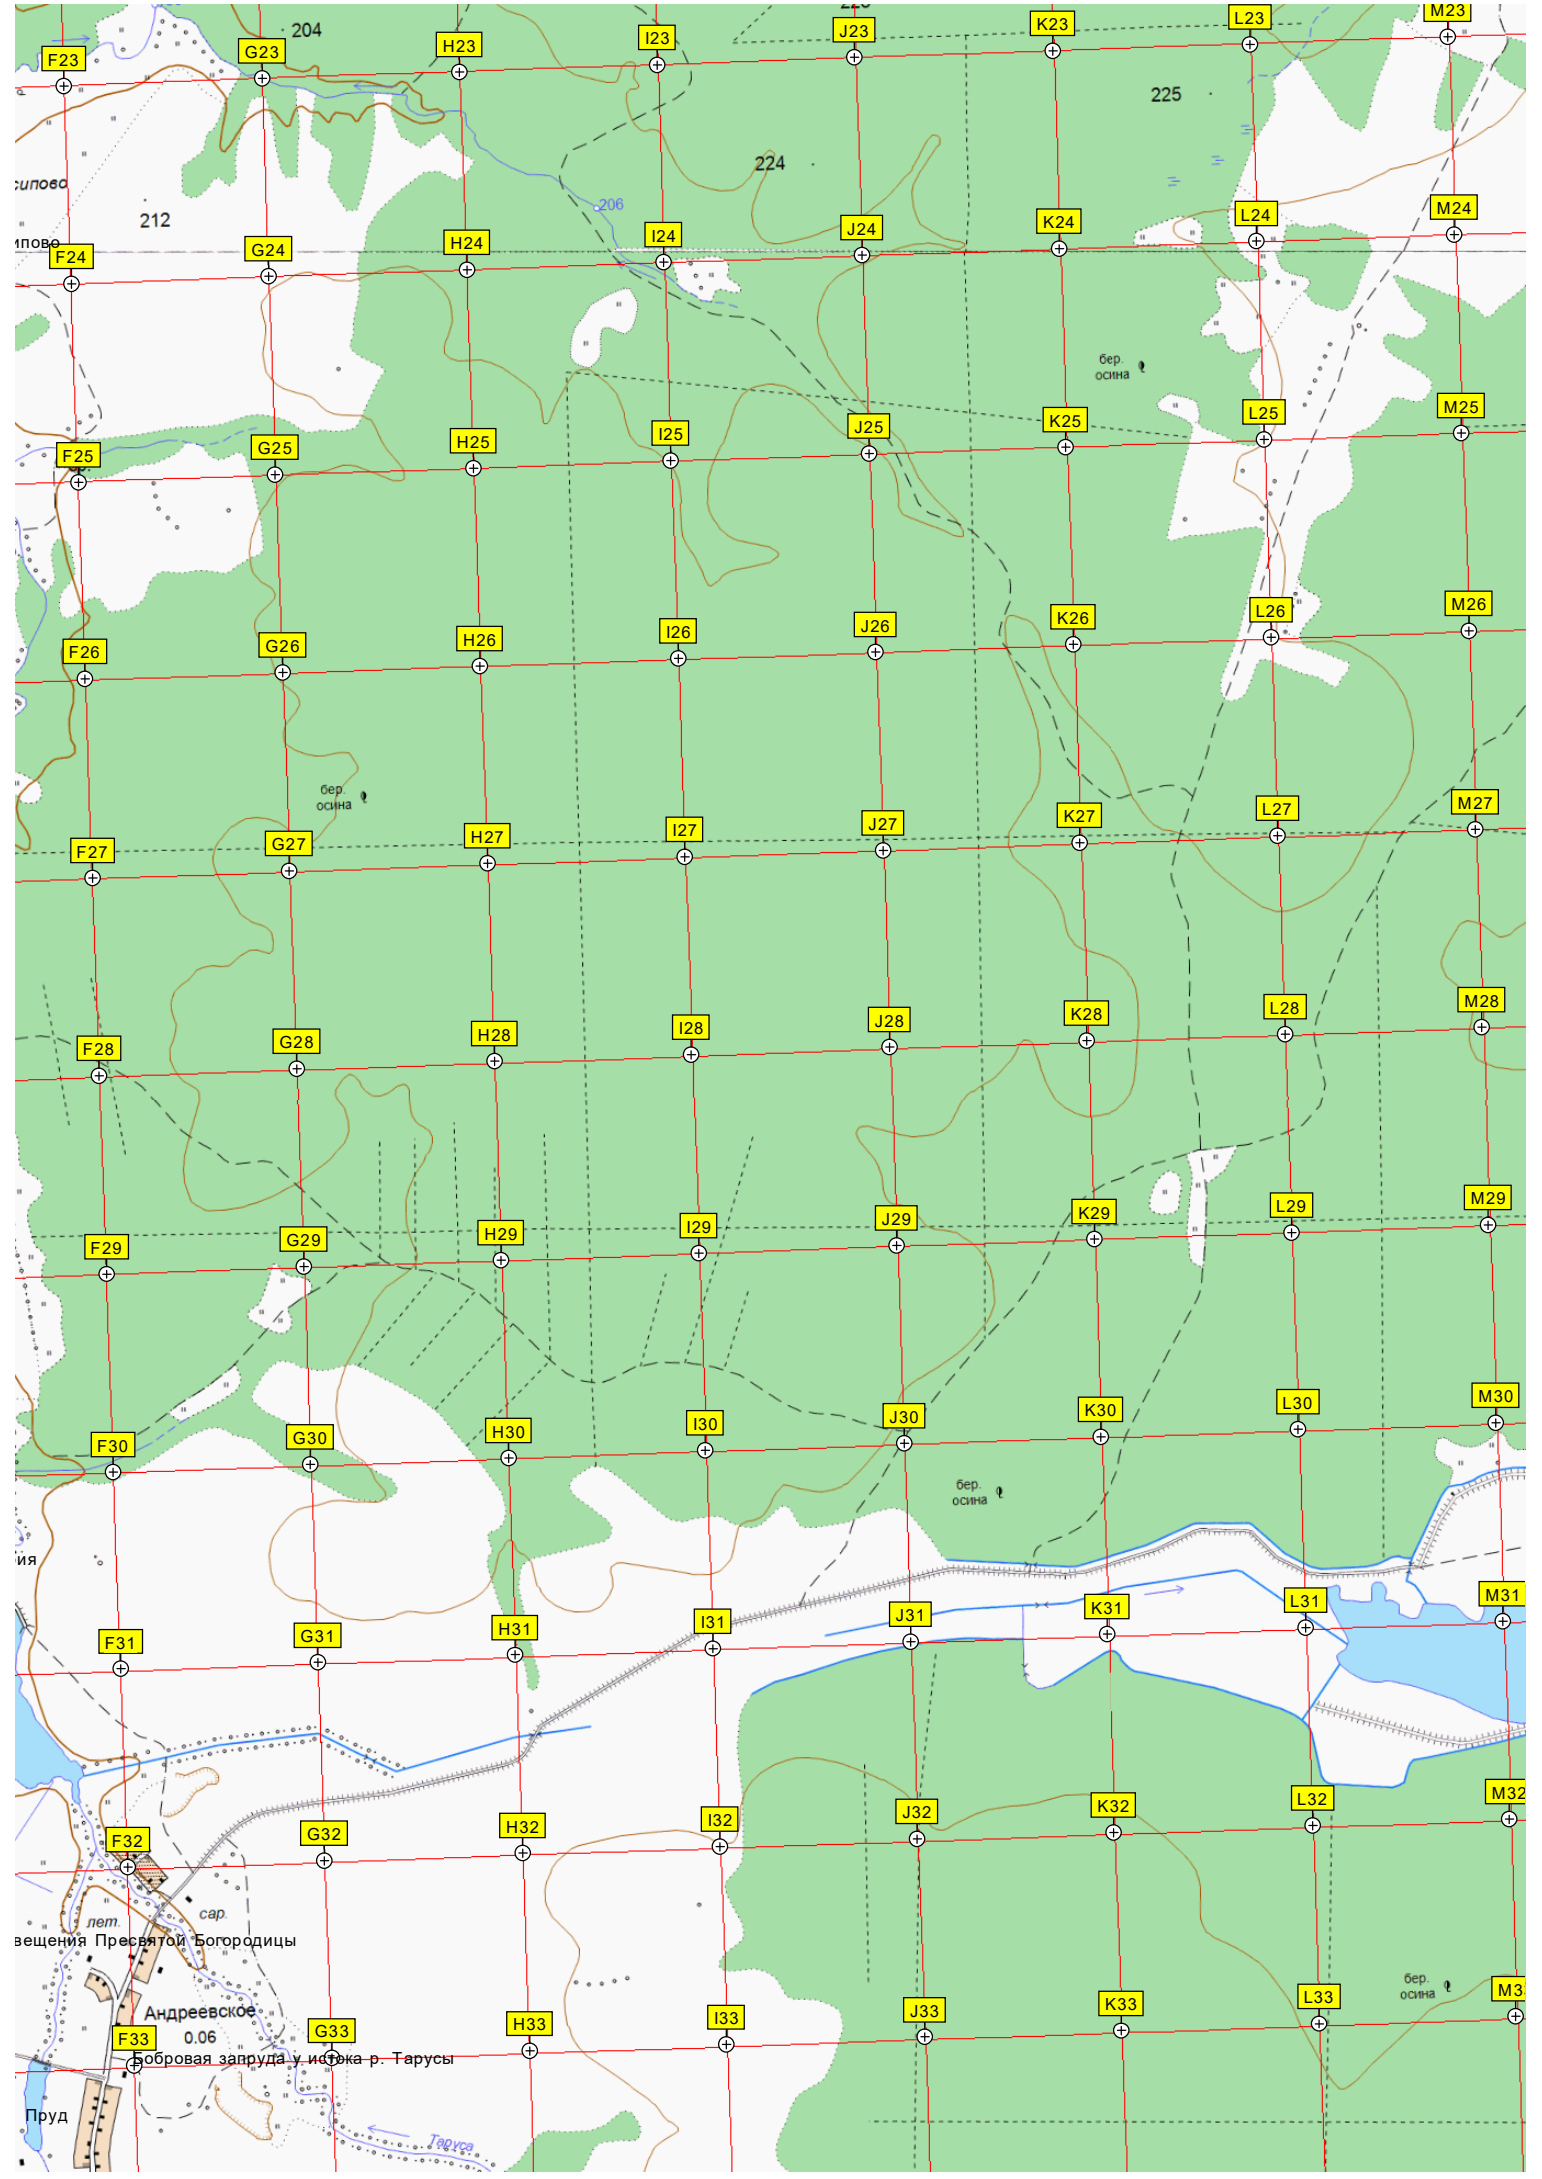 F23 G23 H23 I23 J23 K23 L23 M23
204
225
224
206
212
F24 G24 H24 I24 J24 K24 L24 M24
бер.
осина
F25 G25 H25 I25 J25 K25 L25 M25
F26 G26 H26 I26 J26 K26 L26 M26
бер.
осина
F27 G27 H27 I27 J27 K27 L27 M27
F28 G28 H28 I28 J28 K28 L28 M28
F29 G29 H29 I29 J29 K29 L29 M29
F30 G30 H30 I30 J30 K30 L30 M30
бер.
осина
F31 G31 H31 I31 J31 K31 L31 M31
F32 G32 H32 I32 J32 K32 L32 M32
сар.
лет.
вещения Пресвятой Богородицы
бер.
осина
Андреевское
0.06
F33 G33 H33 I33 J33 K33 L33
Бобровая запруда у истока р. Тарусы
Пруд
Таруса